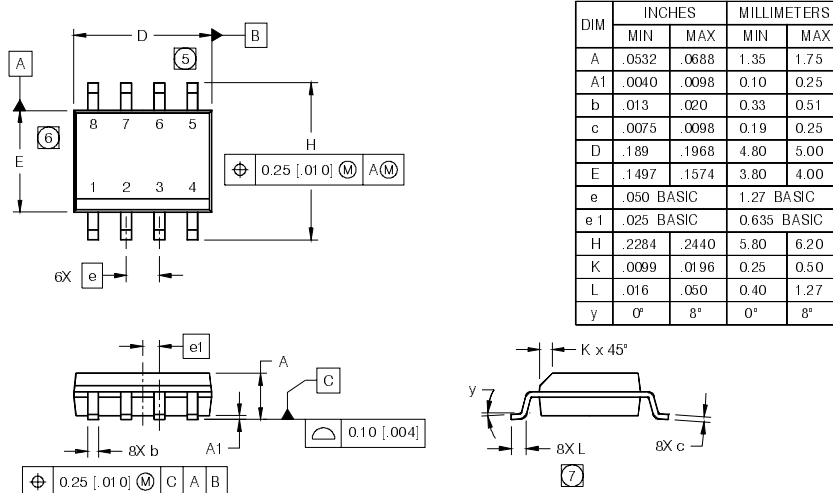 D
B
5
A
8 7 6 5
6
E
H
0.25 [.010] M A M
1 2 3 4
6X e
e1
A
C
0.10 [.004]
8X b
A1
0.25 [.010] M C A B
DIM INCHES MILLIMETERS
MIN MAX MIN MAX
A .0532 .0688 1.35 1.75
A1 .0040 .0098 0.10 0.25
b .013 .020 0.33 0.51
c .0075 .0098 0.19 0.25
D .189 .1968 4.80 5.00
E .1497 .1574 3.80 4.00
e .050 BASIC 1.27 BASIC
e 1 .025 BASIC 0.635 BASIC
H .2284 .2440 5.80 6.20
K .0099 .0196 0.25 0.50
L .016 .050 0.40 1.27
y 0° 8° 0° 8°
K x 45°
y
8X L
8X c
7